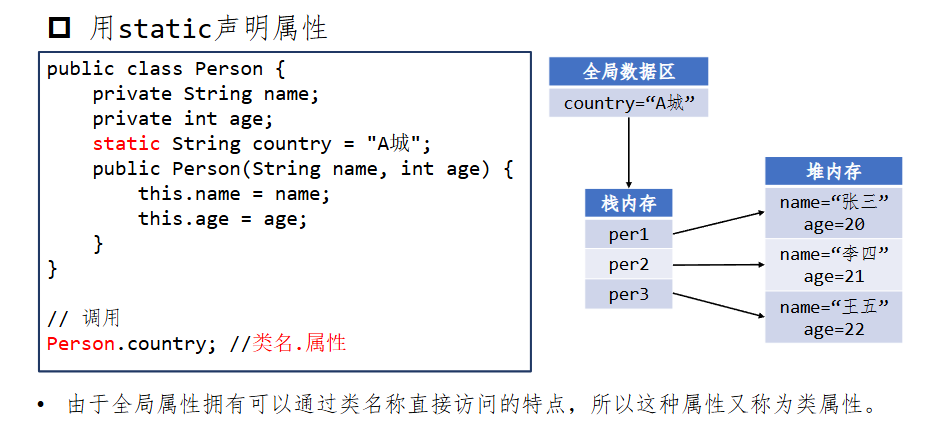 用static声明属性
public class Person {
    private String name;
    private int age;
    static String country = "A城";
    public Person(String name, int age) {
        this.name = name;
        this.age = age;
    }
}
// 调用
Person.country; //类名.属性
全局数据区
country=“A城”
栈内存
per1
per2
per3
堆内存
name=“张三”
age=20
name=“李四”
age=21
name=“王五”
age=22
• 由于全局属性拥有可以通过类名称直接访问的特点，所以这种属性又称为类属性。